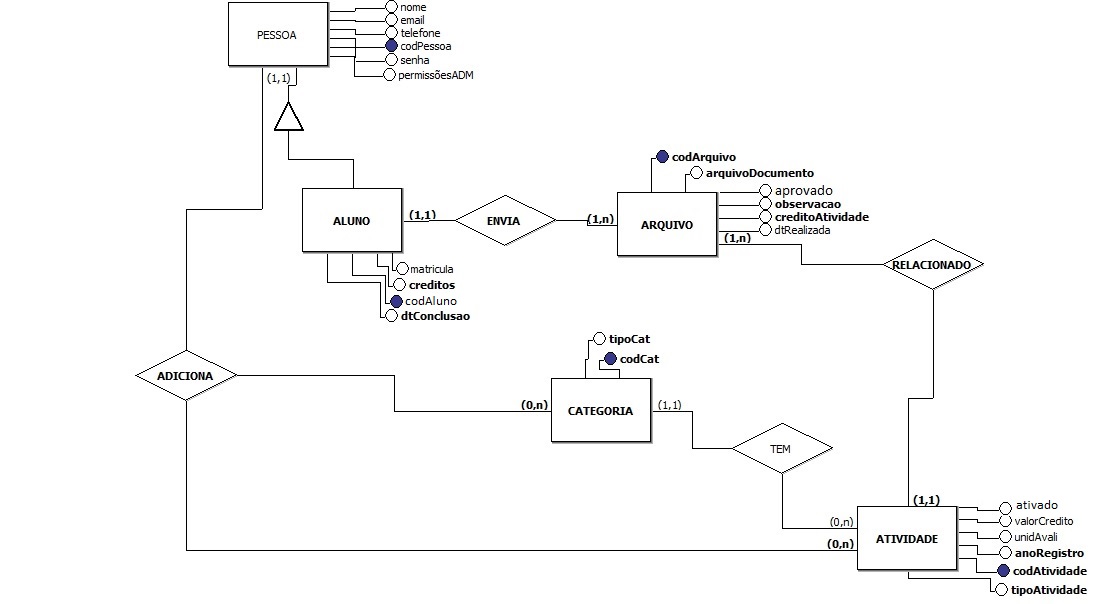 PESSOA
nome
email
telefone
codPessoa
senha
permissõesADM
(1,1)
codArquivo
arquivoDocumento
aprovado
observacao
creditoAtividade
dtRealizada
ALUNO
(1,1)
ENVIA
(1,n)
ARQUIVO
(1,n)
RELACIONADO
matricula
creditos
codAluno
dtConclusao
tipoCat
codCat
ADICIONA
(0,n)
CATEGORIA
(1,1)
TEM
(1,1)
(0,n)
(0,n)
ATIVIDADE
ativado
valorCredito
unidAvali
anoRegistro
codAtividade
tipoAtividade